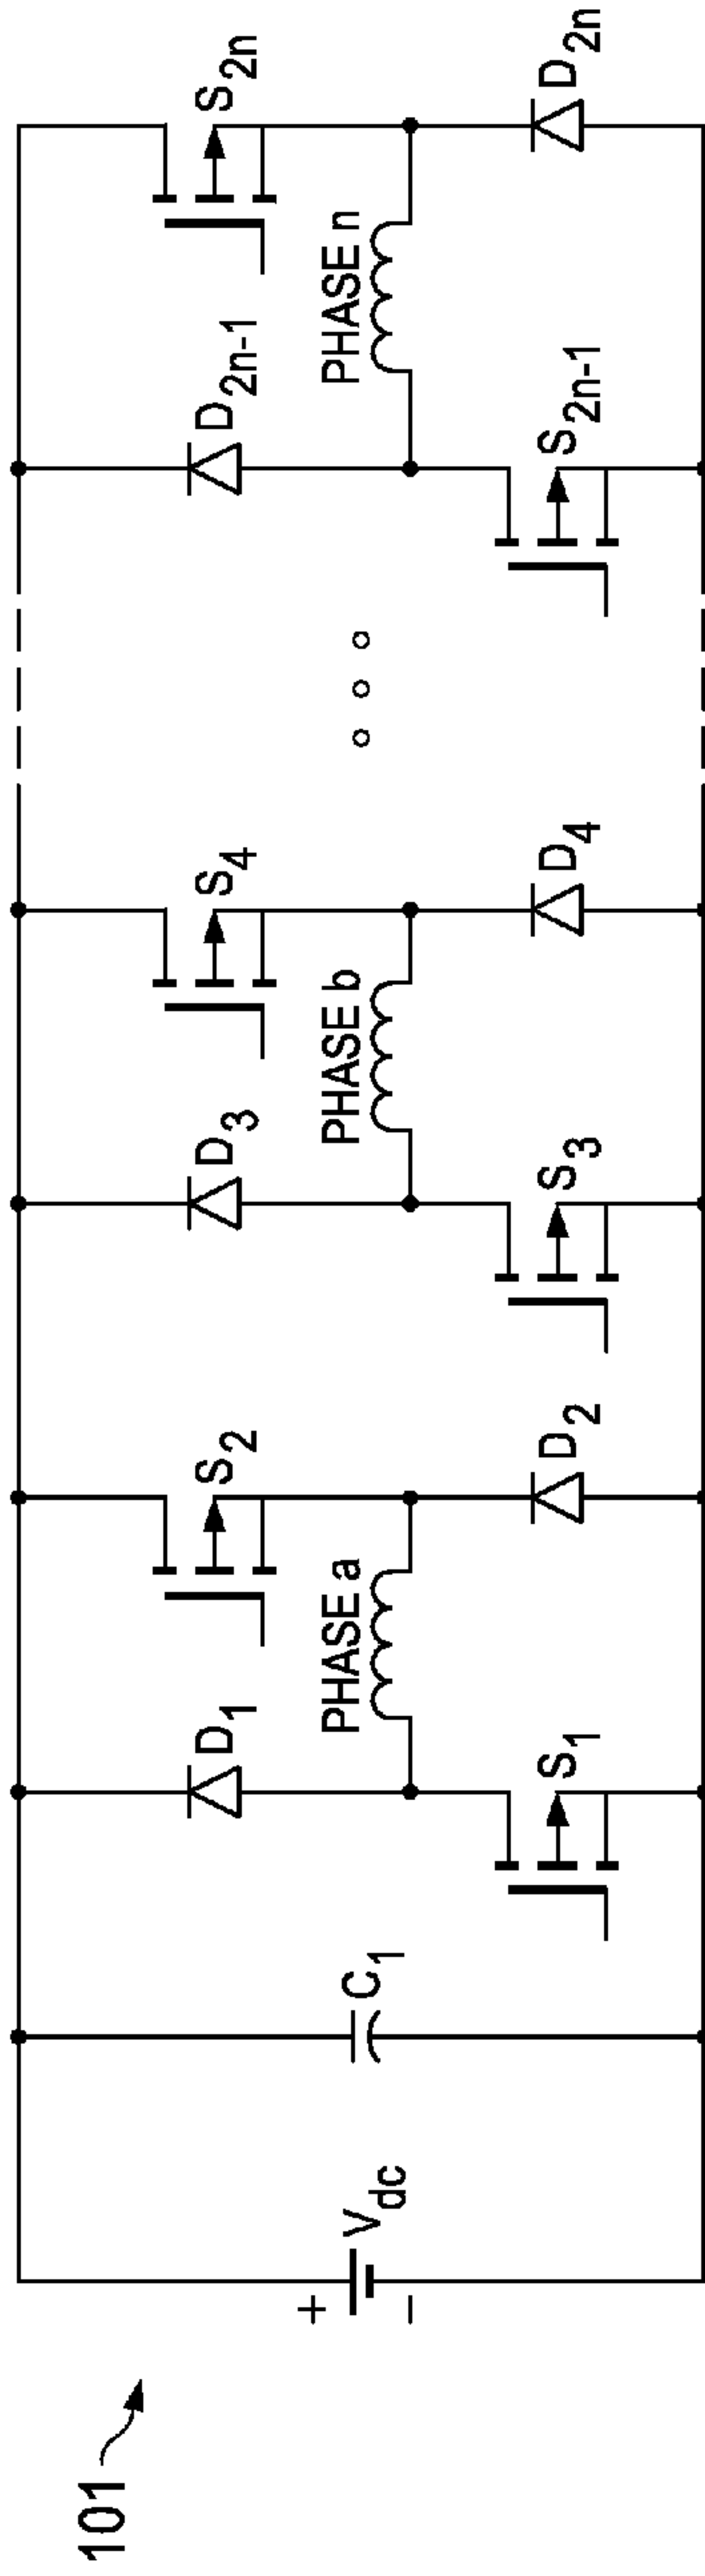 101
+
−
V_dc
C_1
D_1
S_1
PHASE a
S_2
D_2
D_3
S_3
PHASE b
S_4
D_4
D_2n-1
S_2n-1
PHASE n
S_2n
D_2n